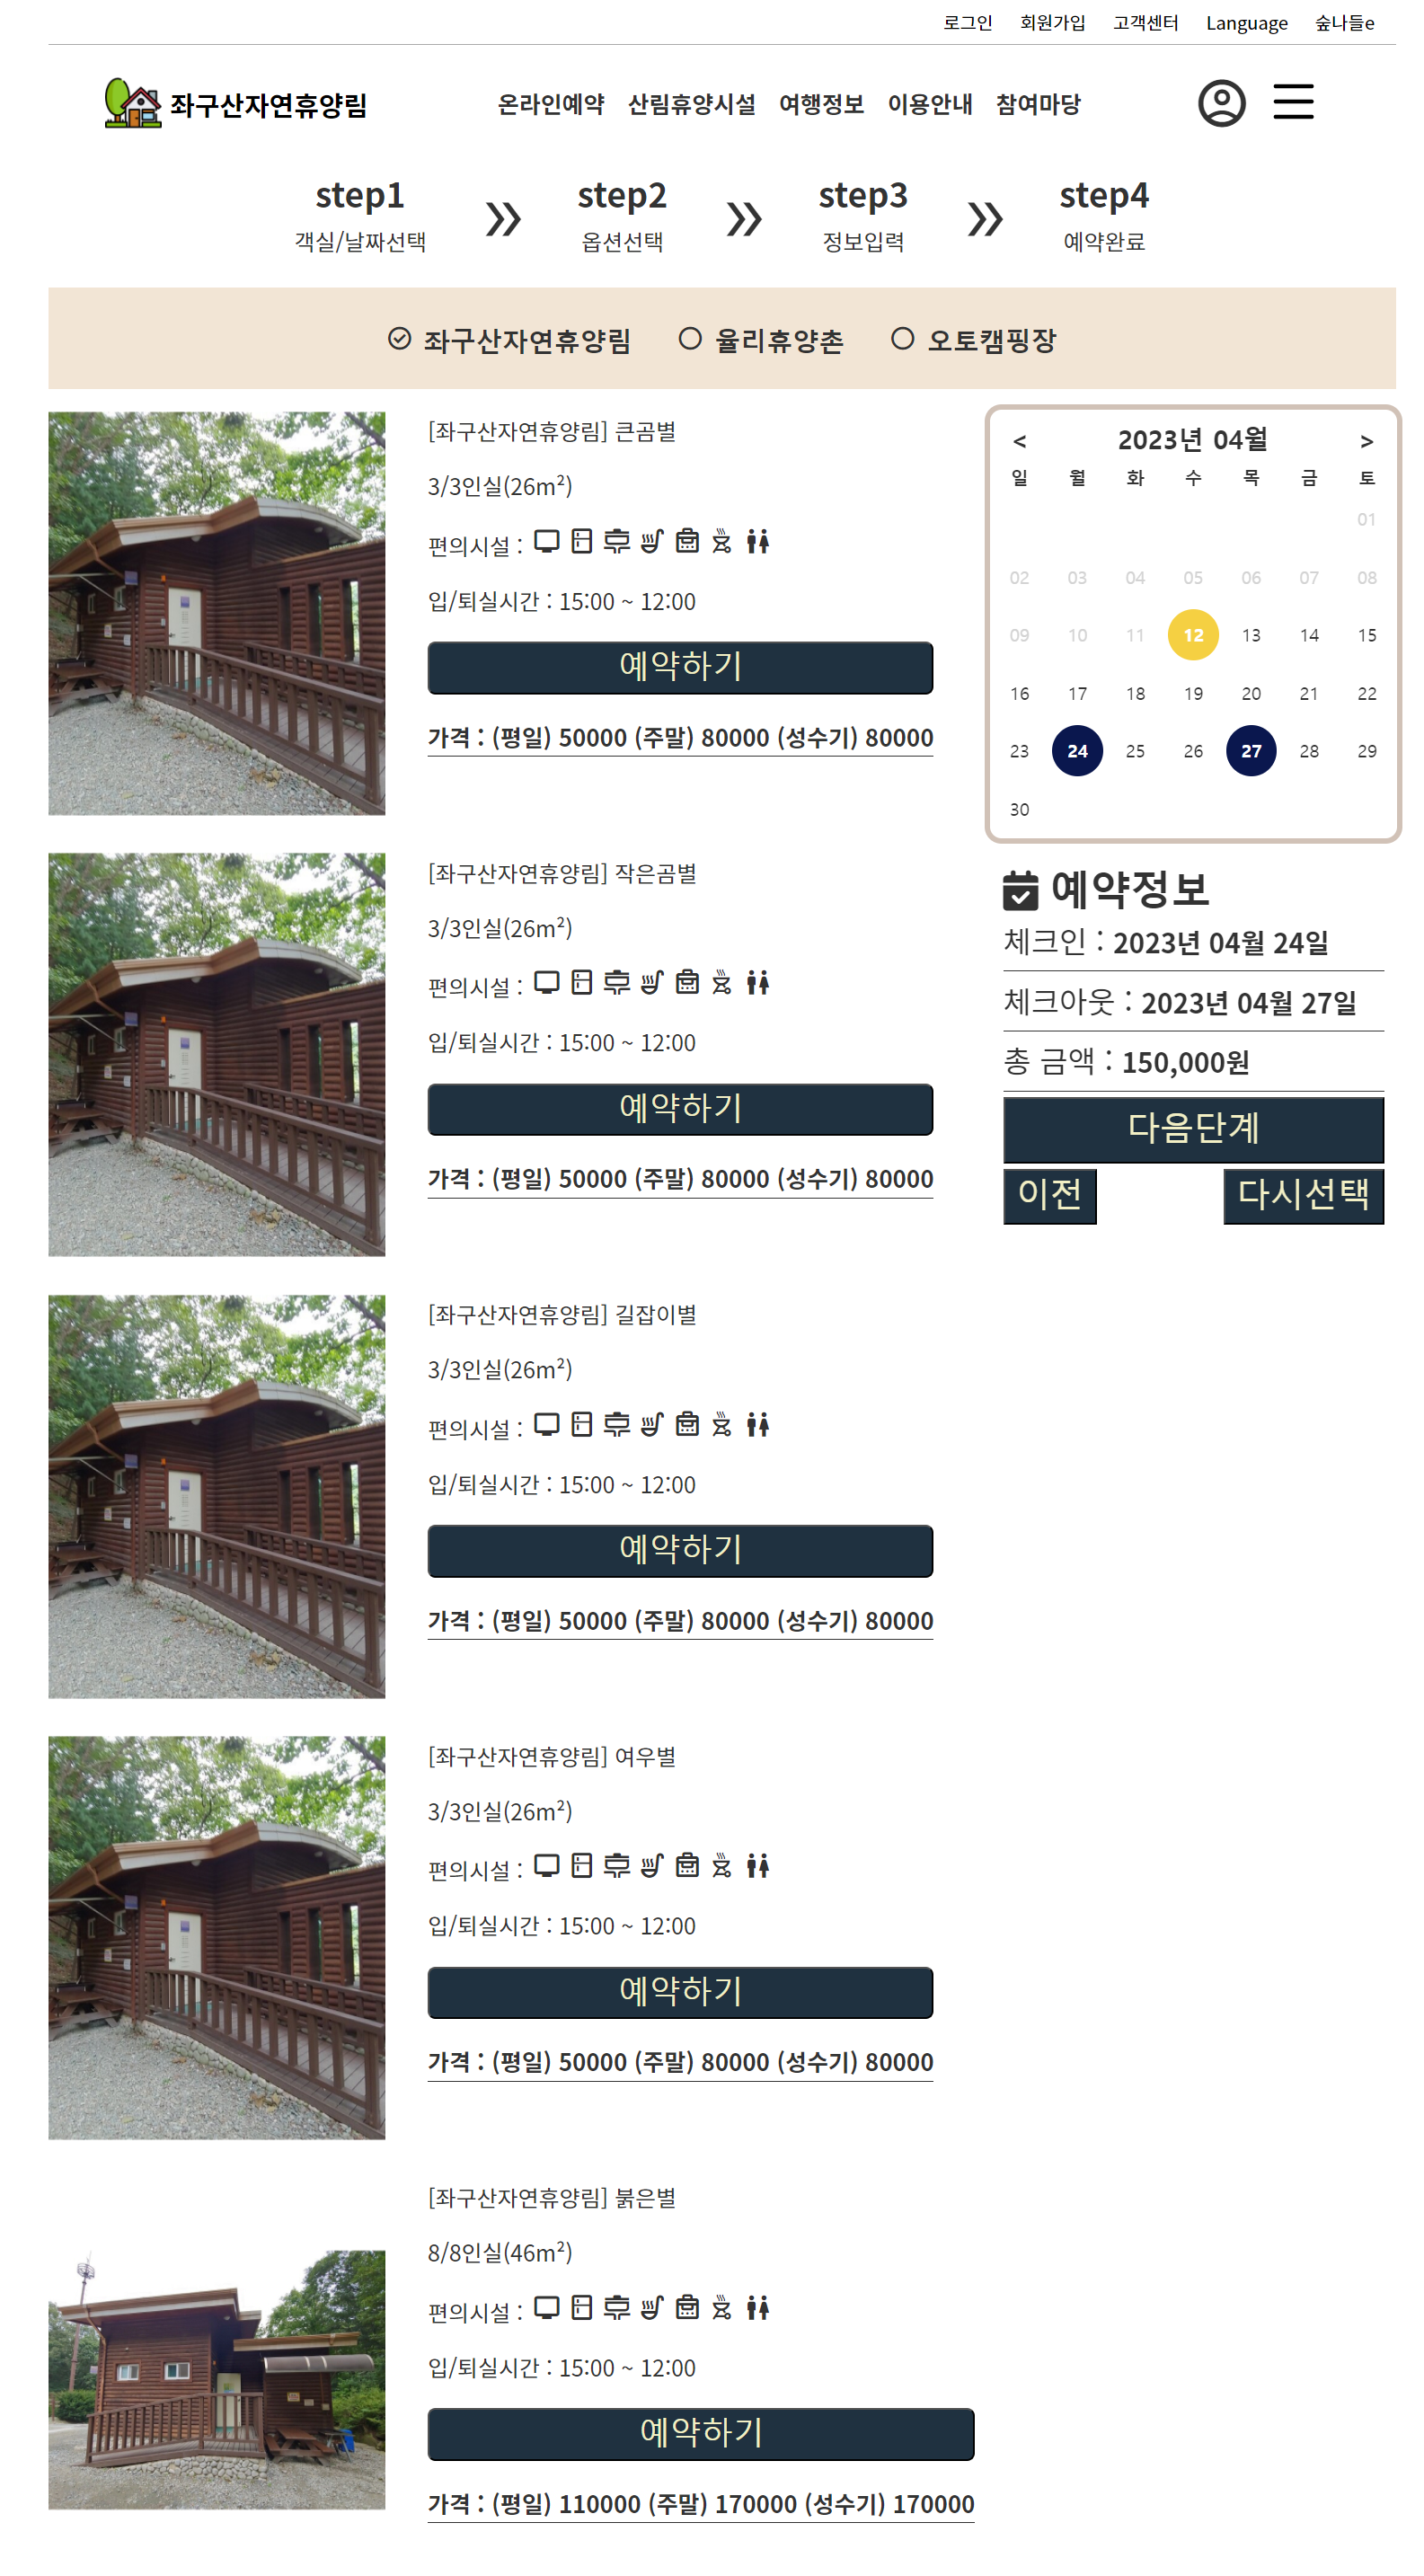 로그인 회원가입 고객센터 Language 숲나들e
좌구산자연휴양림 온라인예약 산림휴양시설 여행정보 이용안내 참여마당
step1 step2 step3 step4
객실/날짜선택 옵션선택 정보입력 예약완료
좌구산자연휴양림 율리휴양촌 오토캠핑장
[좌구산자연휴양림] 큰곰별
3/3인실(26m²)
편의시설 :
입/퇴실시간 : 15:00 ~ 12:00
예약하기
가격 : (평일) 50000 (주말) 80000 (성수기) 80000
< 2023년 04월 >
일 월 화 수 목 금 토
01
02 03 04 05 06 07 08
09 10 11 12 13 14 15
16 17 18 19 20 21 22
23 24 25 26 27 28 29
30
[좌구산자연휴양림] 작은곰별
3/3인실(26m²)
편의시설 :
입/퇴실시간 : 15:00 ~ 12:00
예약하기
가격 : (평일) 50000 (주말) 80000 (성수기) 80000
예약정보
체크인 : 2023년 04월 24일
체크아웃 : 2023년 04월 27일
총 금액 : 150,000원
다음단계
이전 다시선택
[좌구산자연휴양림] 길잡이별
3/3인실(26m²)
편의시설 :
입/퇴실시간 : 15:00 ~ 12:00
예약하기
가격 : (평일) 50000 (주말) 80000 (성수기) 80000
[좌구산자연휴양림] 여우별
3/3인실(26m²)
편의시설 :
입/퇴실시간 : 15:00 ~ 12:00
예약하기
가격 : (평일) 50000 (주말) 80000 (성수기) 80000
[좌구산자연휴양림] 붉은별
8/8인실(46m²)
편의시설 :
입/퇴실시간 : 15:00 ~ 12:00
예약하기
가격 : (평일) 110000 (주말) 170000 (성수기) 170000